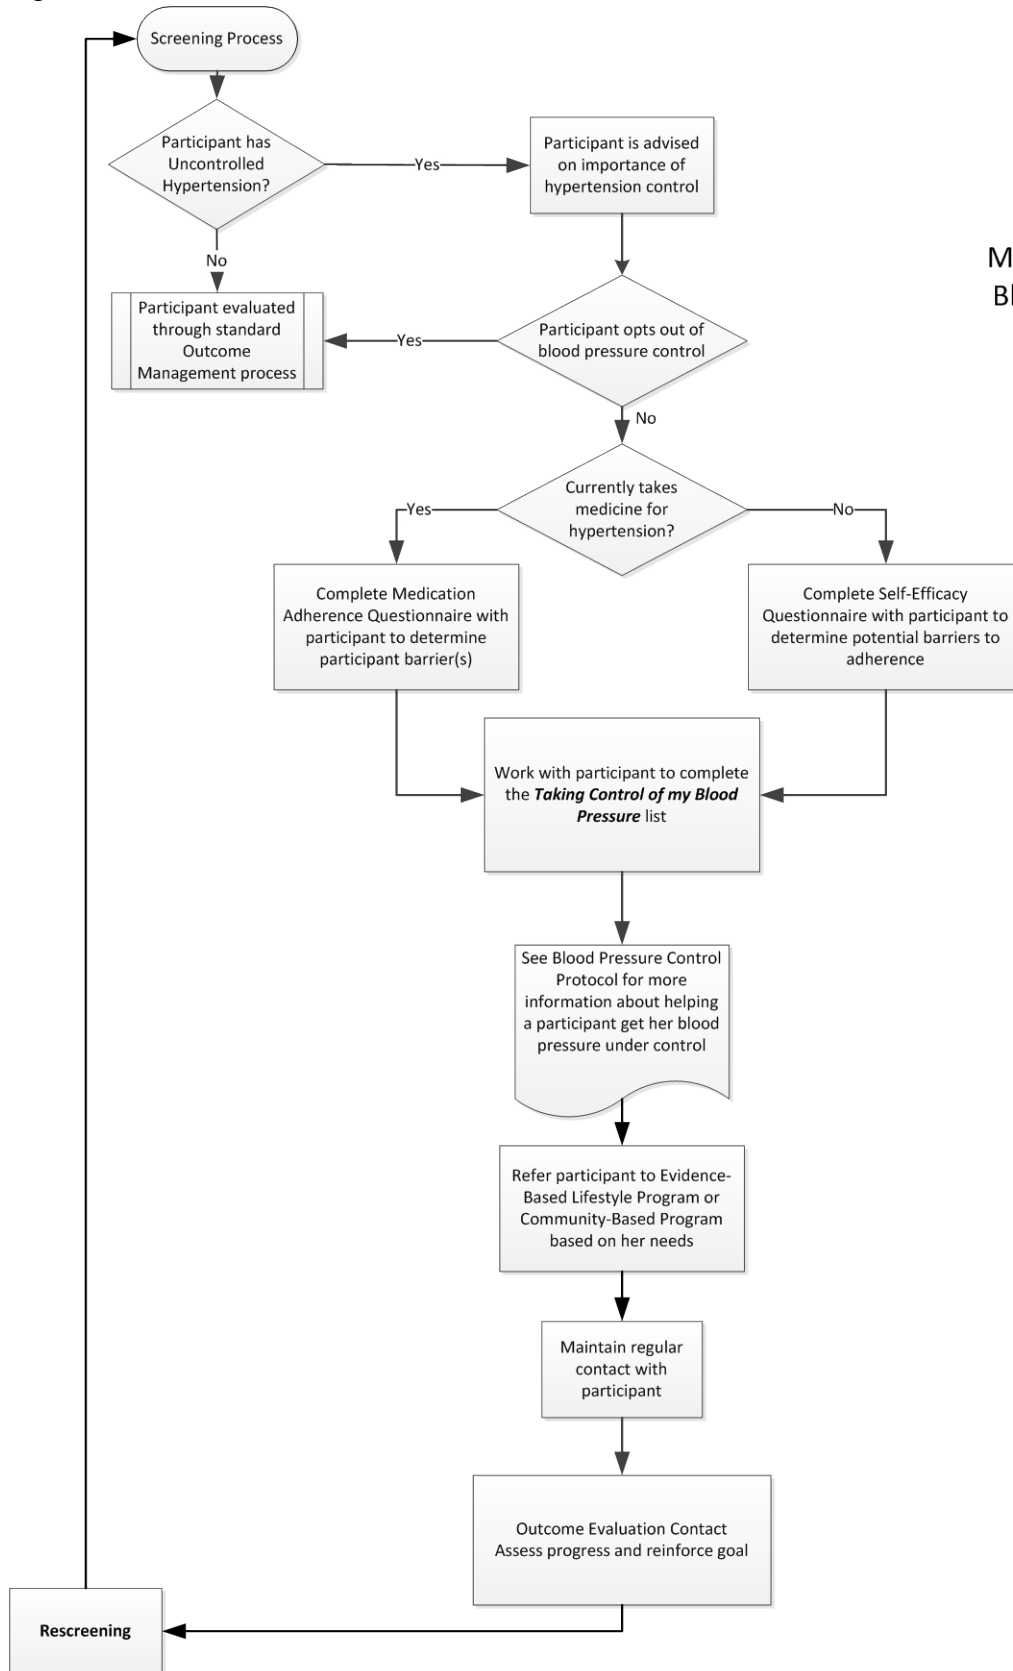 Screening Process
Participant has
Uncontrolled
Hypertension?
Yes
Participant is advised
on importance of
hypertension control
No
Participant evaluated
through standard
Outcome
Management process
Yes
Participant opts out of
blood pressure control
No
Currently takes
medicine for
hypertension?
Yes
No
Complete Medication
Adherence Questionnaire with
participant to determine
participant barrier(s)
Complete Self-Efficacy
Questionnaire with participant to
determine potential barriers to
adherence
Work with participant to complete
the Taking Control of my Blood
Pressure list
See Blood Pressure Control
Protocol for more
information about helping
a participant get her blood
pressure under control
Refer participant to Evidence-
Based Lifestyle Program or
Community-Based Program
based on her needs
Maintain regular
contact with
participant
Outcome Evaluation Contact
Assess progress and reinforce goal
Rescreening